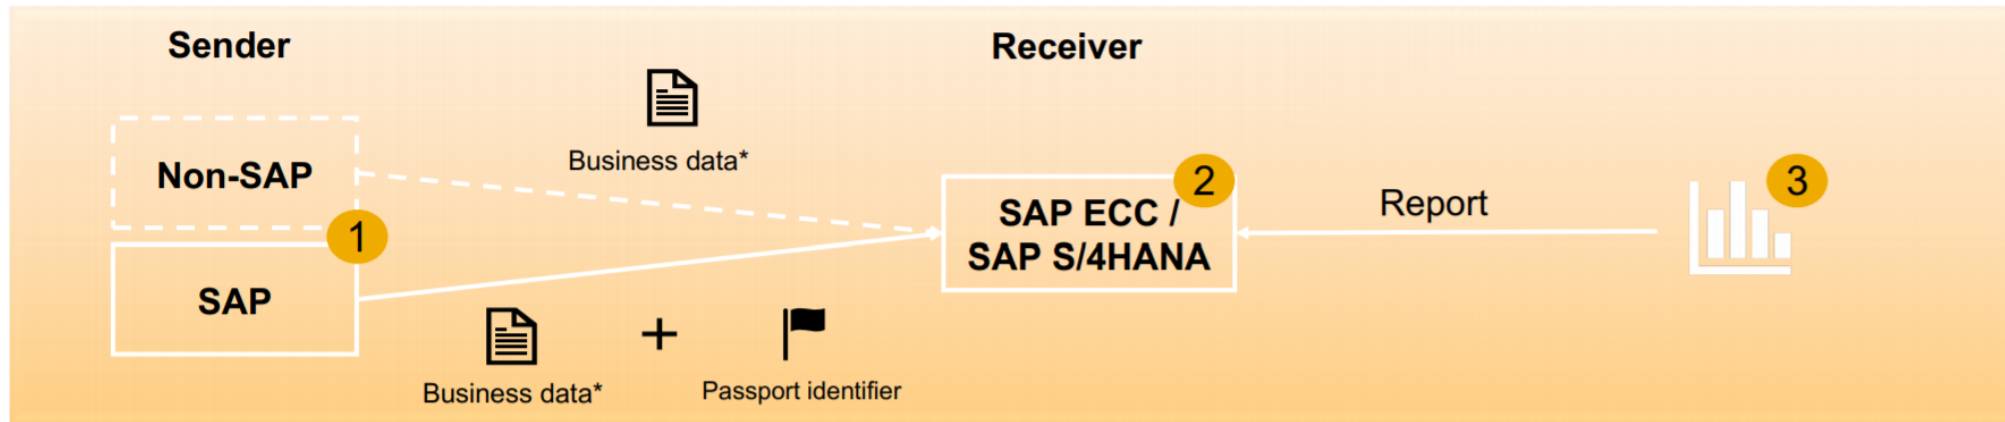 Sender
Receiver
Business data*
Non-SAP
1
SAP
2
SAP ECC /
SAP S/4HANA
Report
3
+
Business data*
Passport identifier